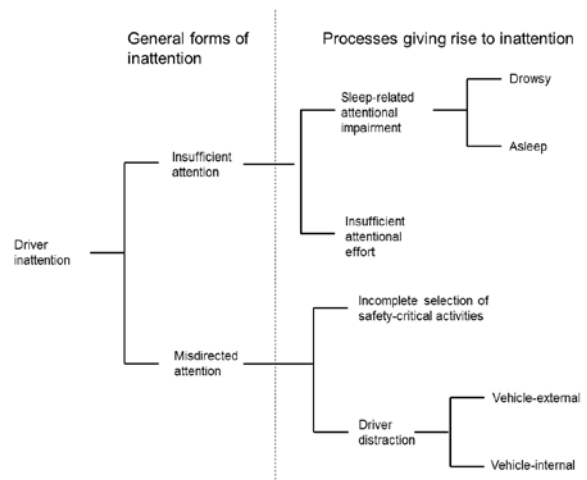 General forms of
inattention
Processes giving rise to inattention
Drowsy
Sleep-related
attentional
impairment
Asleep
Insufficient
attention
Insufficient
attentional
effort
Driver
inattention
Incomplete selection of
safety-critical activities
Misdirected
attention
Vehicle-external
Driver
distraction
Vehicle-internal